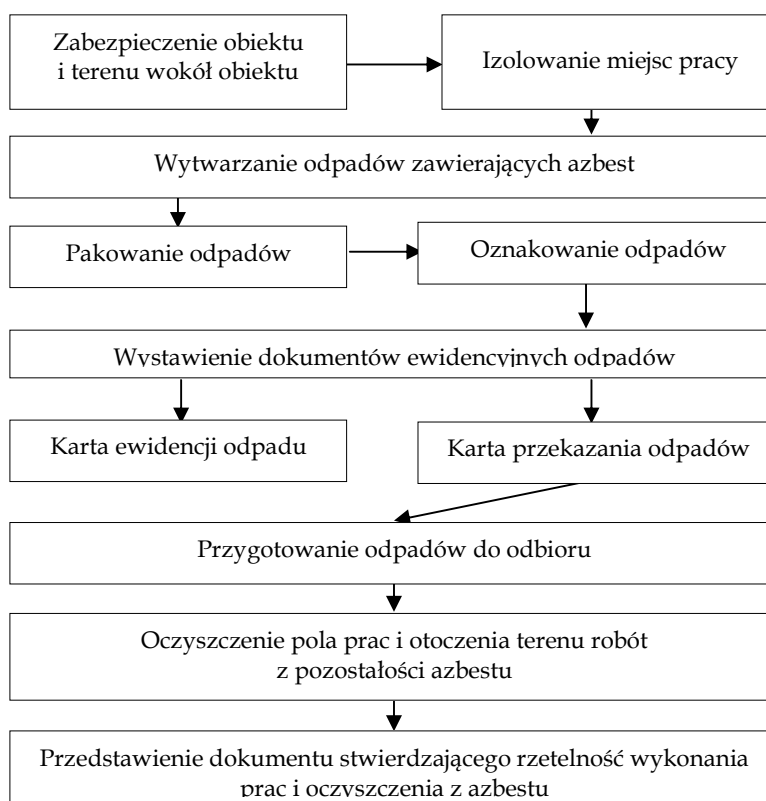 Zabezpieczenie obiektu
i terenu wokół obiektu
Izolowanie miejsc pracy
Wytwarzanie odpadów zawierających azbest
Pakowanie odpadów
Oznakowanie odpadów
Wystawienie dokumentów ewidencyjnych odpadów
Karta ewidencji odpadu
Karta przekazania odpadów
Przygotowanie odpadów do odbioru
Oczyszczenie pola prac i otoczenia terenu robót
z pozostałości azbestu
Przedstawienie dokumentu stwierdzającego rzetelność wykonania
prac i oczyszczenia z azbestu